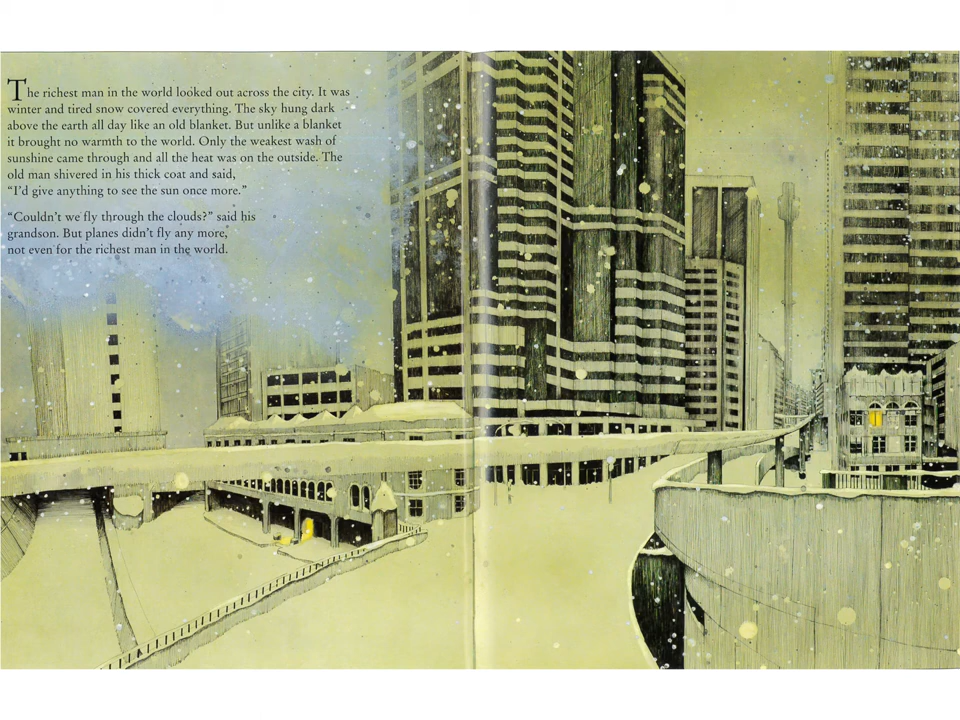 The richest man in the world looked out across the city. It was
winter and tired snow covered everything. The sky hung dark
above the earth all day like an old blanket. But unlike a blanket
it brought no warmth to the world. Only the weakest wash of
sunshine came through and all the heat was on the outside. The
old man shivered in his thick coat and said,
“I’d give anything to see the sun once more.”
“Couldn’t we fly through the clouds?” said his
grandson. But planes didn’t fly any more,
not even for the richest man in the world.